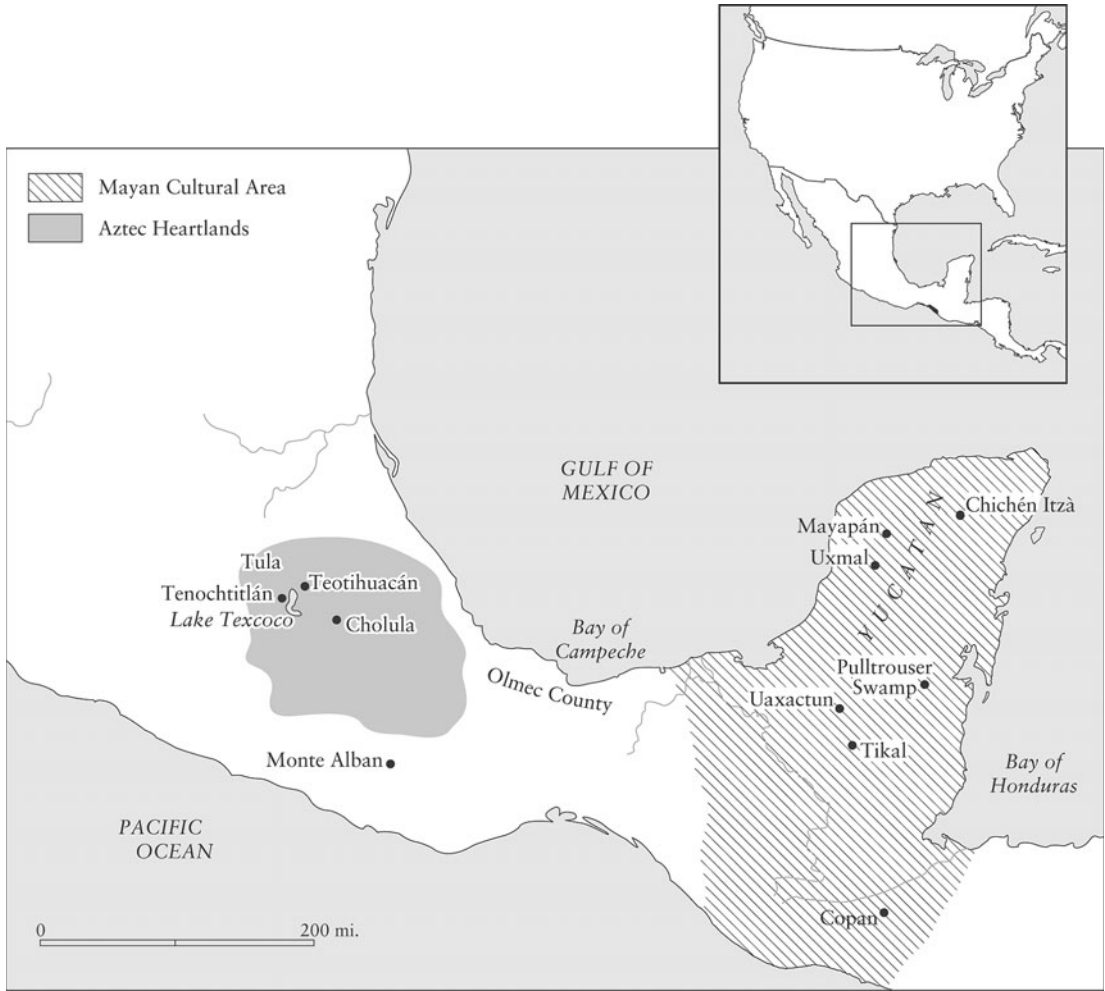 Mayan Cultural Area
Aztec Heartlands
GULF OF
MEXICO
Chichén Itzà
Mayapán
Uxmal
YUCATAN
Tula
Teotihuacán
Tenochtitlán
Lake Texcoco
Cholula
Bay of
Campeche
Olmec County
Pulltrouser
Swamp
Uaxactun
Tikal
Monte Alban
Bay of
Honduras
PACIFIC
OCEAN
Copan
0 200 mi.